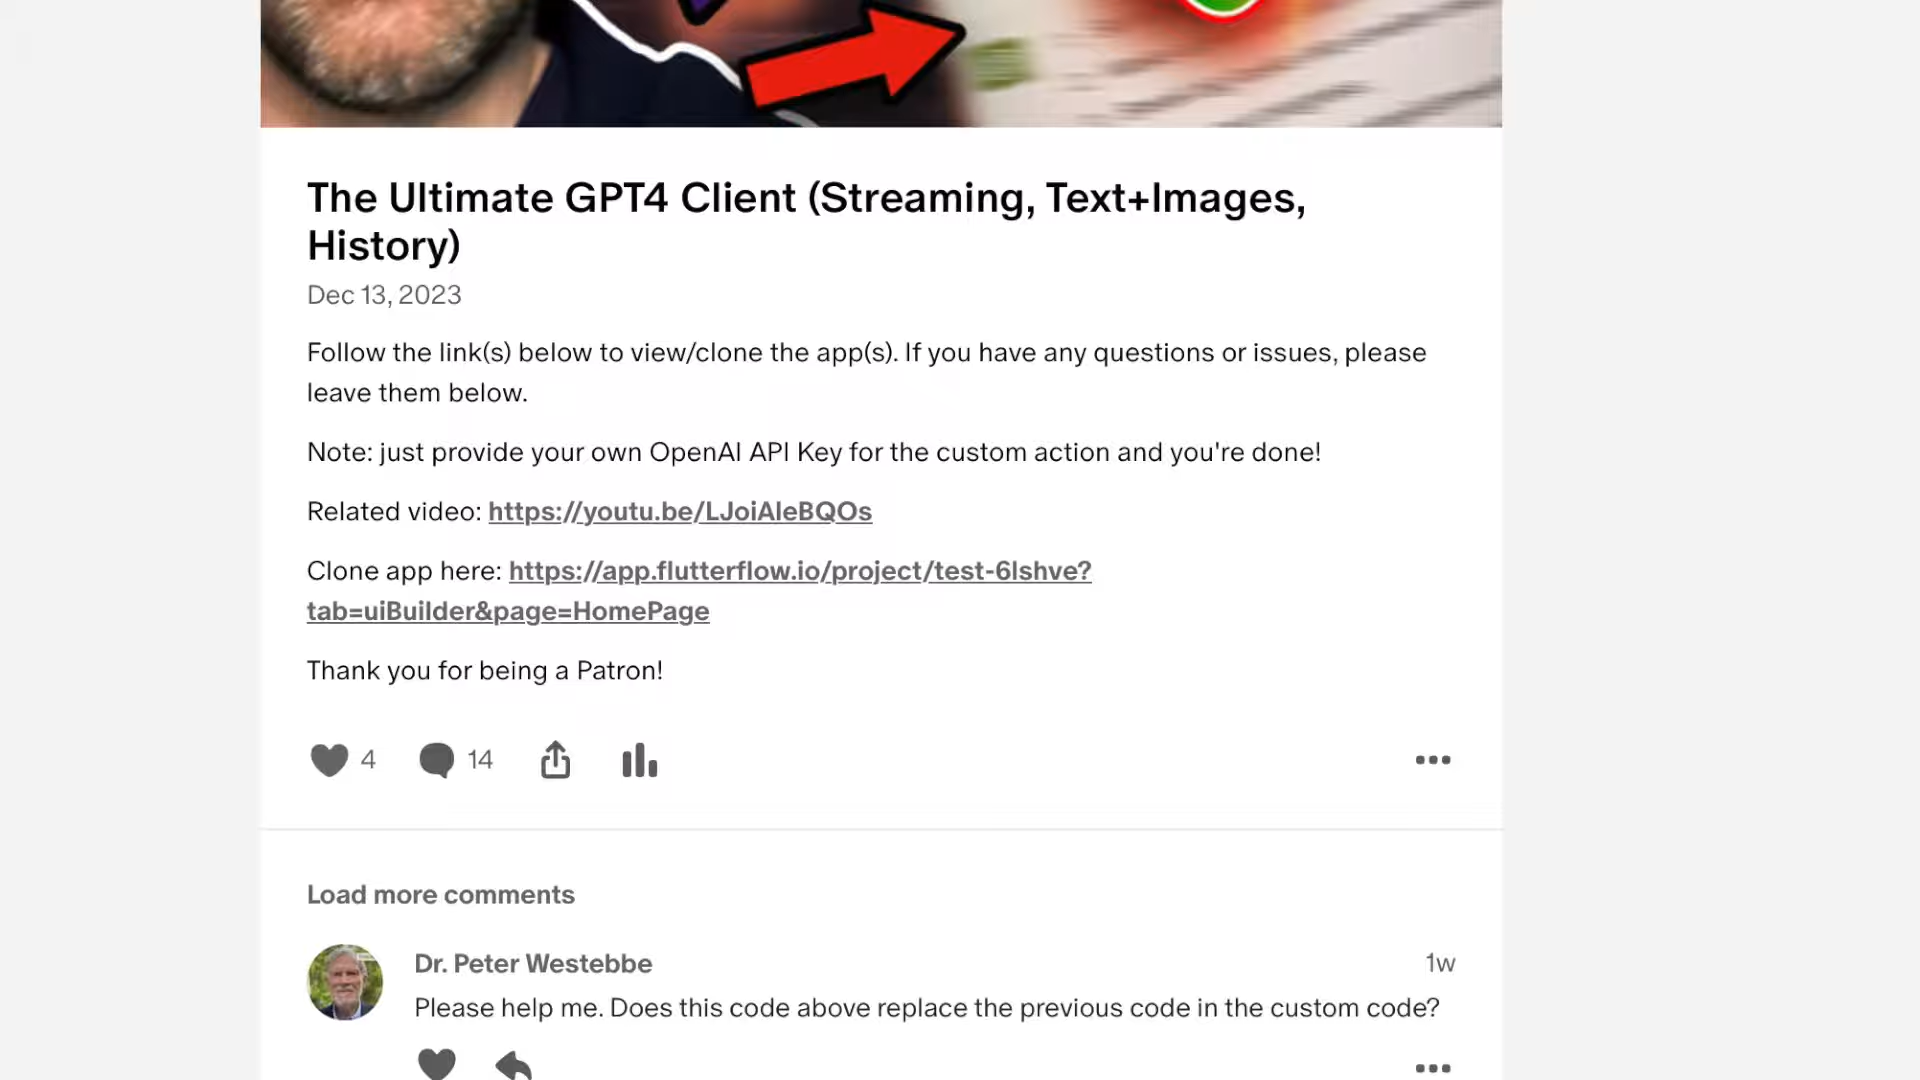 The Ultimate GPT4 Client (Streaming, Text+Images,
History)
Dec 13, 2023
Follow the link(s) below to view/clone the app(s). If you have any questions or issues, please
leave them below.
Note: just provide your own OpenAI API Key for the custom action and you're done!
Related video: https://youtu.be/LJoiAleBQOs
Clone app here: https://app.flutterflow.io/project/test-6lshve?
tab=uiBuilder&page=HomePage
Thank you for being a Patron!
4 14
Load more comments
Dr. Peter Westebbe 1w
Please help me. Does this code above replace the previous code in the custom code?